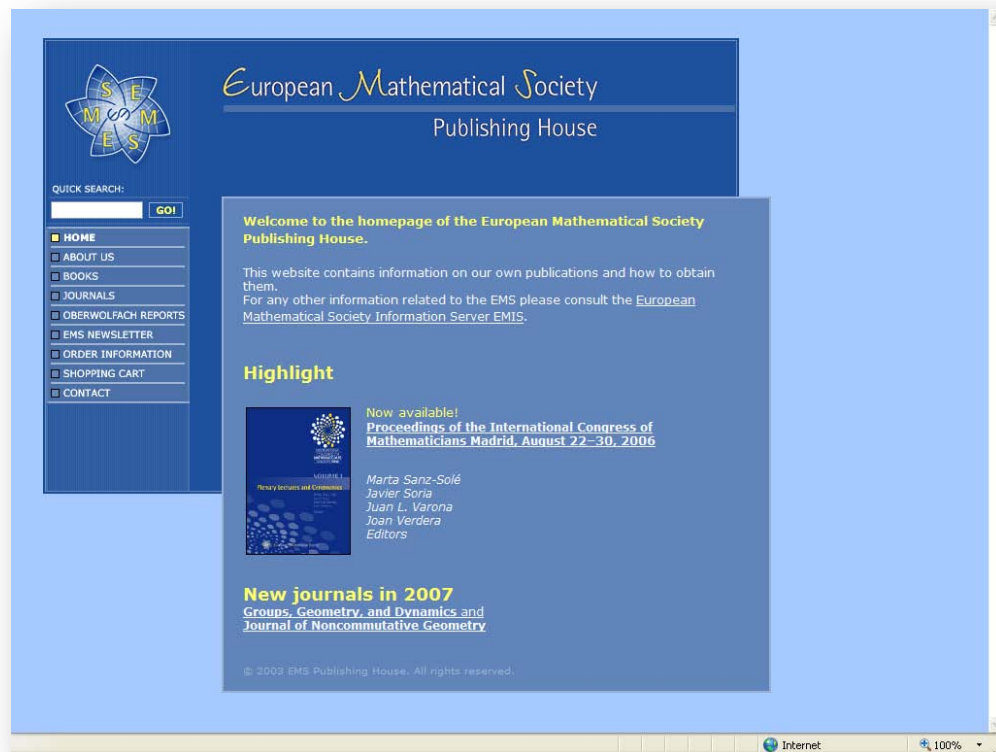 S E
M M
E S
European Mathematical Society
Publishing House
QUICK SEARCH:
GO!
HOME
ABOUT US
BOOKS
JOURNALS
OBERWOLFACH REPORTS
EMS NEWSLETTER
ORDER INFORMATION
SHOPPING CART
CONTACT
Welcome to the homepage of the European Mathematical Society
Publishing House.
This website contains information on our own publications and how to obtain
them.
For any other information related to the EMS please consult the European
Mathematical Society Information Server EMIS.
Highlight
VOLUME I
Plenary Lectures and Ceremonies
Now available!
Proceedings of the International Congress of
Mathematicians Madrid, August 22–30, 2006
Marta Sanz-Solé
Javier Soria
Juan L. Varona
Joan Verdera
Editors
New journals in 2007
Groups, Geometry, and Dynamics and
Journal of Noncommutative Geometry
© 2003 EMS Publishing House. All rights reserved.
Internet
100%